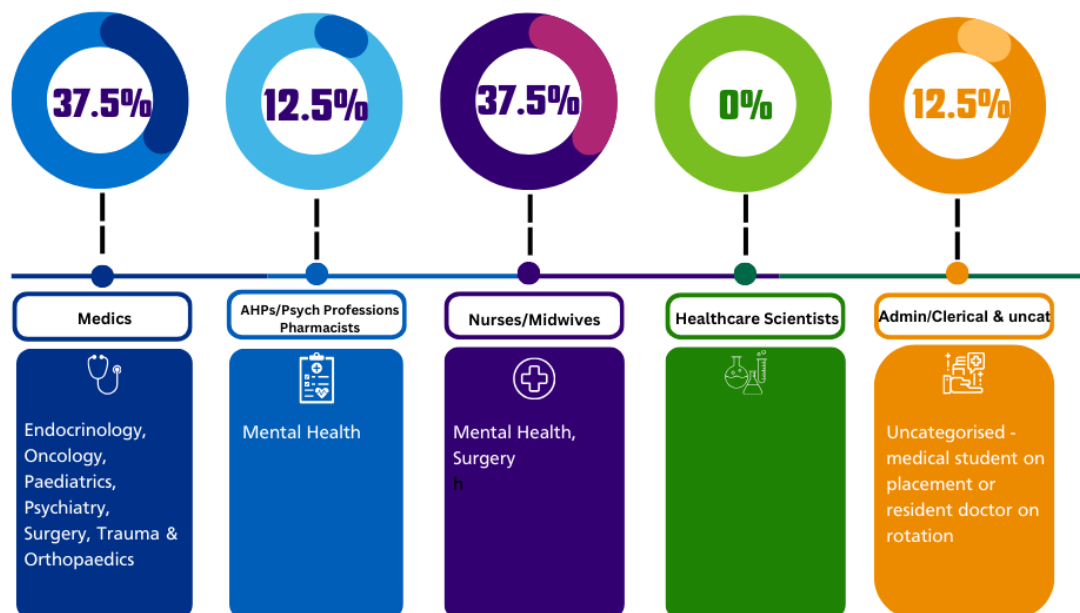 37.5%
12.5%
37.5%
0%
12.5%
Medics
AHPs/Psych Professions
Pharmacists
Nurses/Midwives
Healthcare Scientists
Admin/Clerical & uncat
Endocrinology,
Oncology,
Paediatrics,
Psychiatry,
Surgery, Trauma &
Orthopaedics
Mental Health
Mental Health,
Surgery
h
Uncategorised -
medical student on
placement or
resident doctor on
rotation